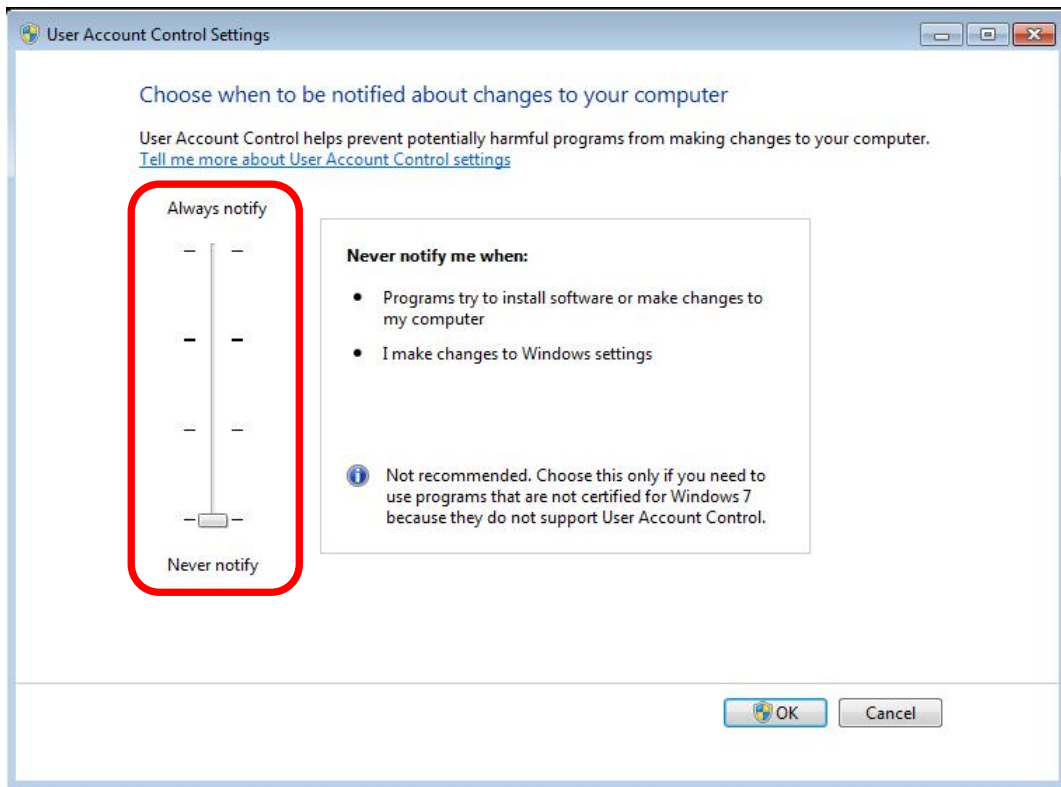 User Account Control Settings
Choose when to be notified about changes to your computer
User Account Control helps prevent potentially harmful programs from making changes to your computer.
Tell me more about User Account Control settings
Always notify
Never notify me when:
• Programs try to install software or make changes to
my computer
• I make changes to Windows settings
Not recommended. Choose this only if you need to
use programs that are not certified for Windows 7
because they do not support User Account Control.
Never notify
OK
Cancel